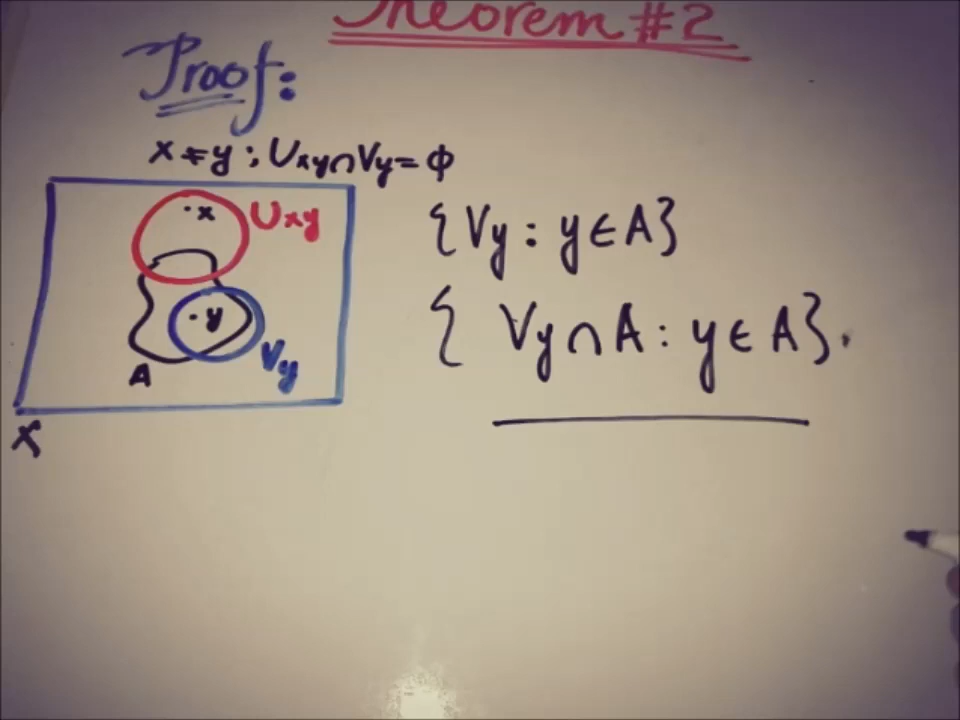 Theorem #2
Proof:
x ≠ y ; Uxy ∩ Vy = ϕ
x Uxy
y
Vy
A
X
{Vy : y ∈ A}
{ Vy ∩ A : y ∈ A}.